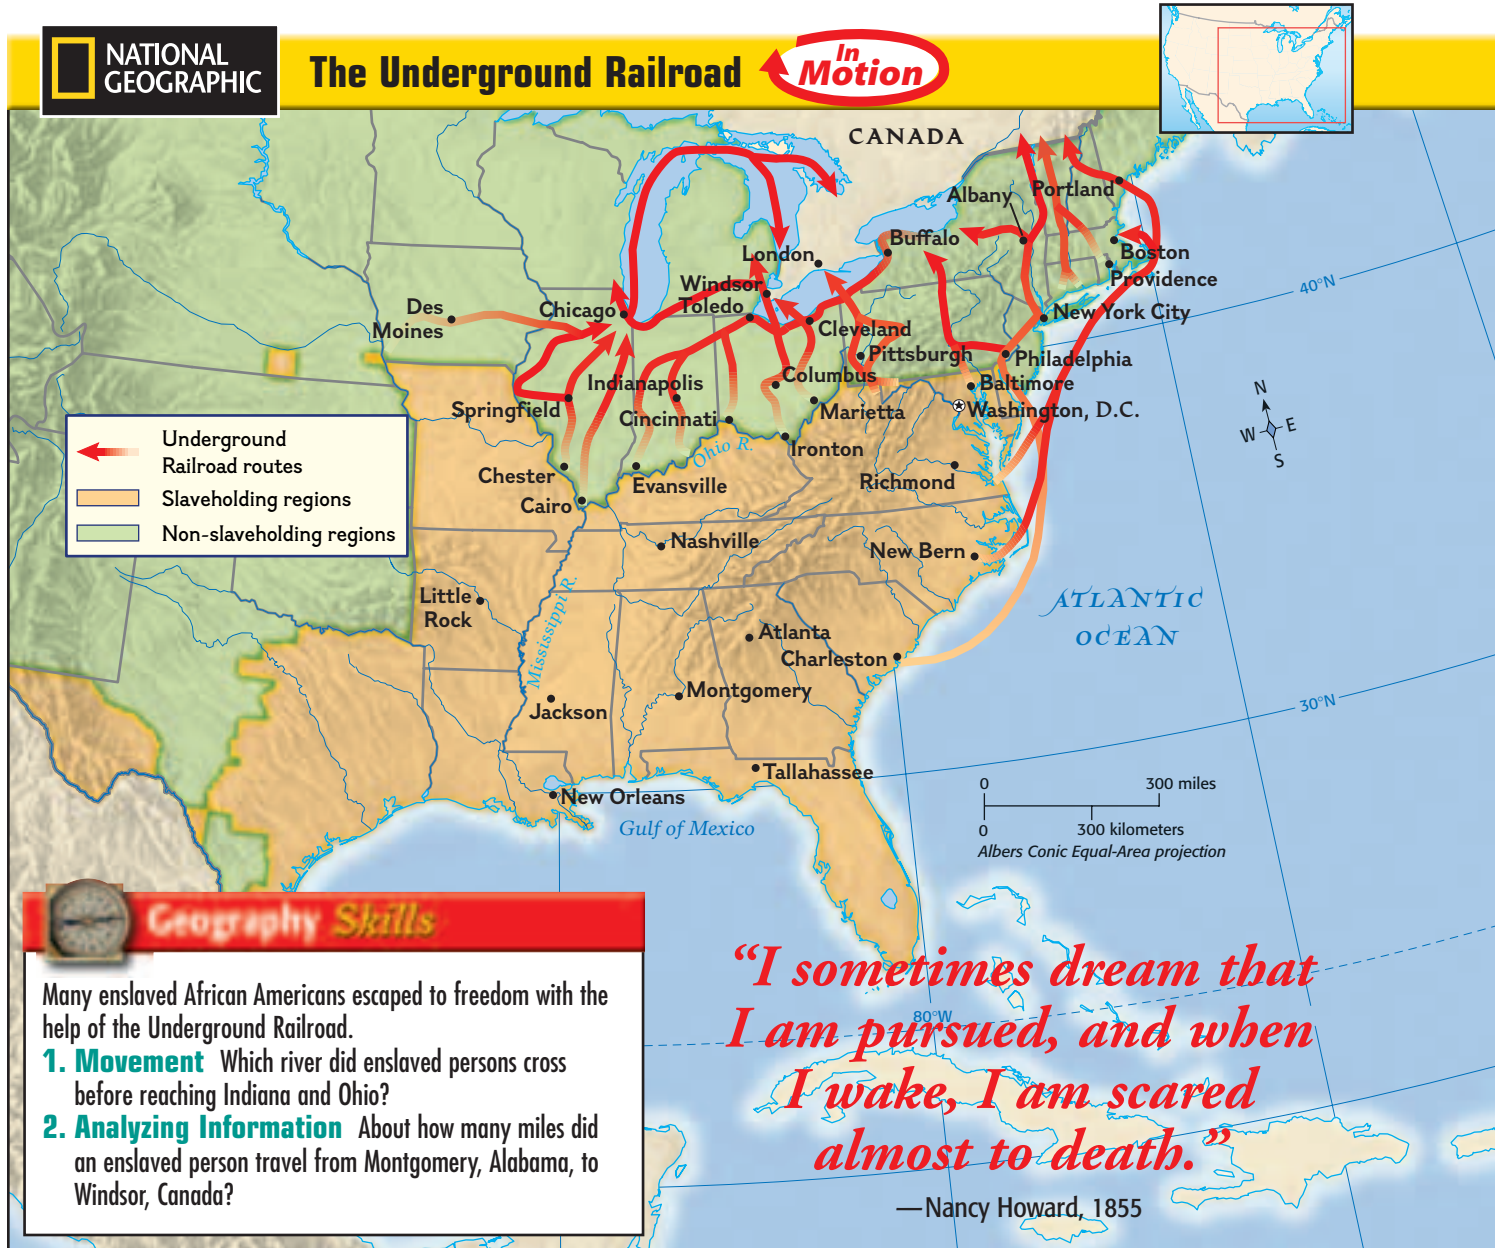 NATIONAL
GEOGRAPHIC
The Underground Railroad
In
Motion
CANADA
Albany
Portland
Buffalo
London
Boston
Windsor
Providence
Des
Moines
Chicago
Toledo
New York City
Cleveland
Pittsburgh
Philadelphia
Indianapolis
Columbus
Baltimore
Springfield
Cincinnati
Marietta
Washington, D.C.
Ohio R.
Ironton
Chester
Evansville
Richmond
Cairo
Nashville
New Bern
Little
Rock
Mississippi R.
Atlanta
Charleston
Montgomery
Jackson
Tallahassee
New Orleans
Gulf of Mexico
ATLANTIC
OCEAN
40°N
30°N
80°W
N
W
E
S
Underground
Railroad routes
Slaveholding regions
Non-slaveholding regions
0
300 miles
0
300 kilometers
Albers Conic Equal-Area projection
Geography Skills
Many enslaved African Americans escaped to freedom with the
help of the Underground Railroad.
1. Movement Which river did enslaved persons cross
before reaching Indiana and Ohio?
2. Analyzing Information About how many miles did
an enslaved person travel from Montgomery, Alabama, to
Windsor, Canada?
“I sometimes dream that
I am pursued, and when
I wake, I am scared
almost to death.”
—Nancy Howard, 1855